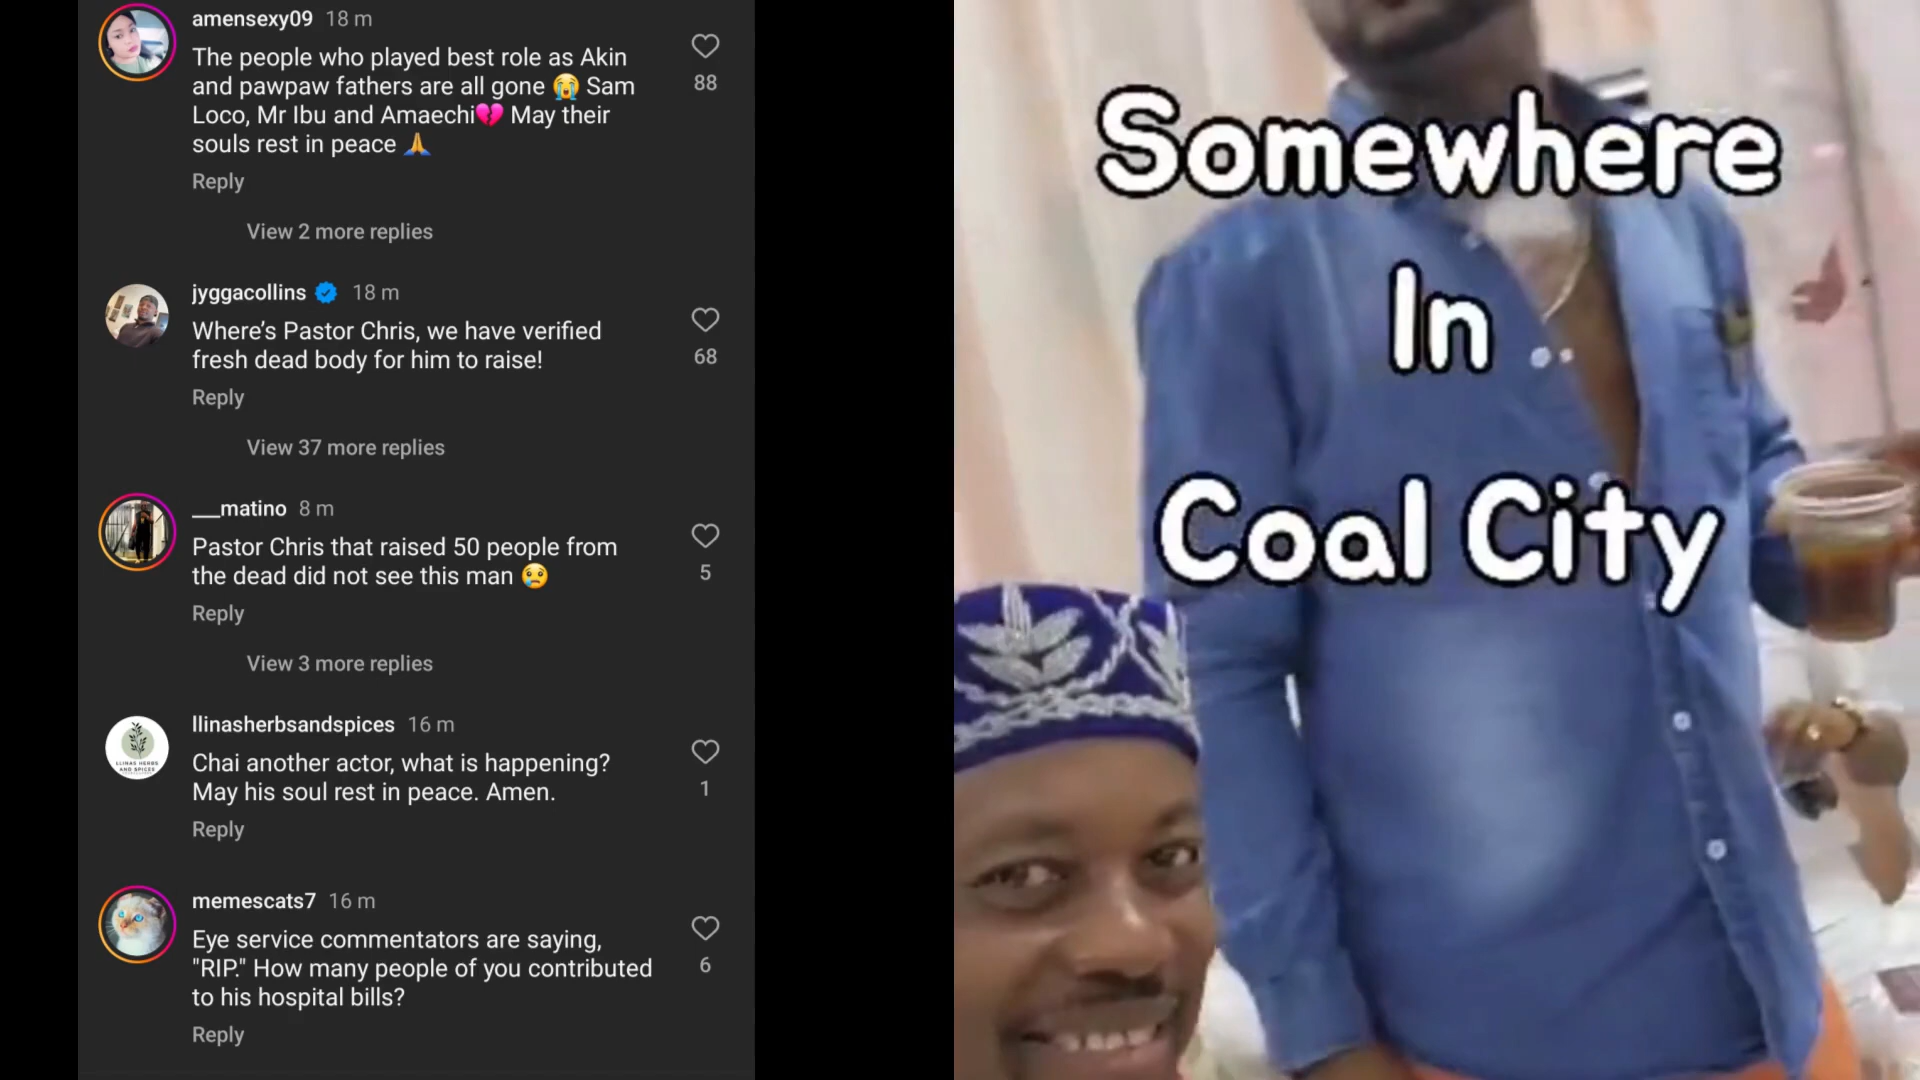 amensexy09 18 m
The people who played best role as Akin
and pawpaw fathers are all gone 😭 Sam
Loco, Mr Ibu and Amaechi💔 May their
souls rest in peace 🙏
88
Reply
View 2 more replies
jyggacollins 18 m
Where’s Pastor Chris, we have verified
fresh dead body for him to raise!
68
Reply
View 37 more replies
___matino 8 m
Pastor Chris that raised 50 people from
the dead did not see this man 😢
5
Reply
View 3 more replies
llinasherbsandspices 16 m
Chai another actor, what is happening?
May his soul rest in peace. Amen.
1
Reply
LLINAS HERBS
AND SPICES
memescats7 16 m
Eye service commentators are saying,
"RIP." How many people of you contributed
to his hospital bills?
6
Reply
Somewhere
In
Coal City